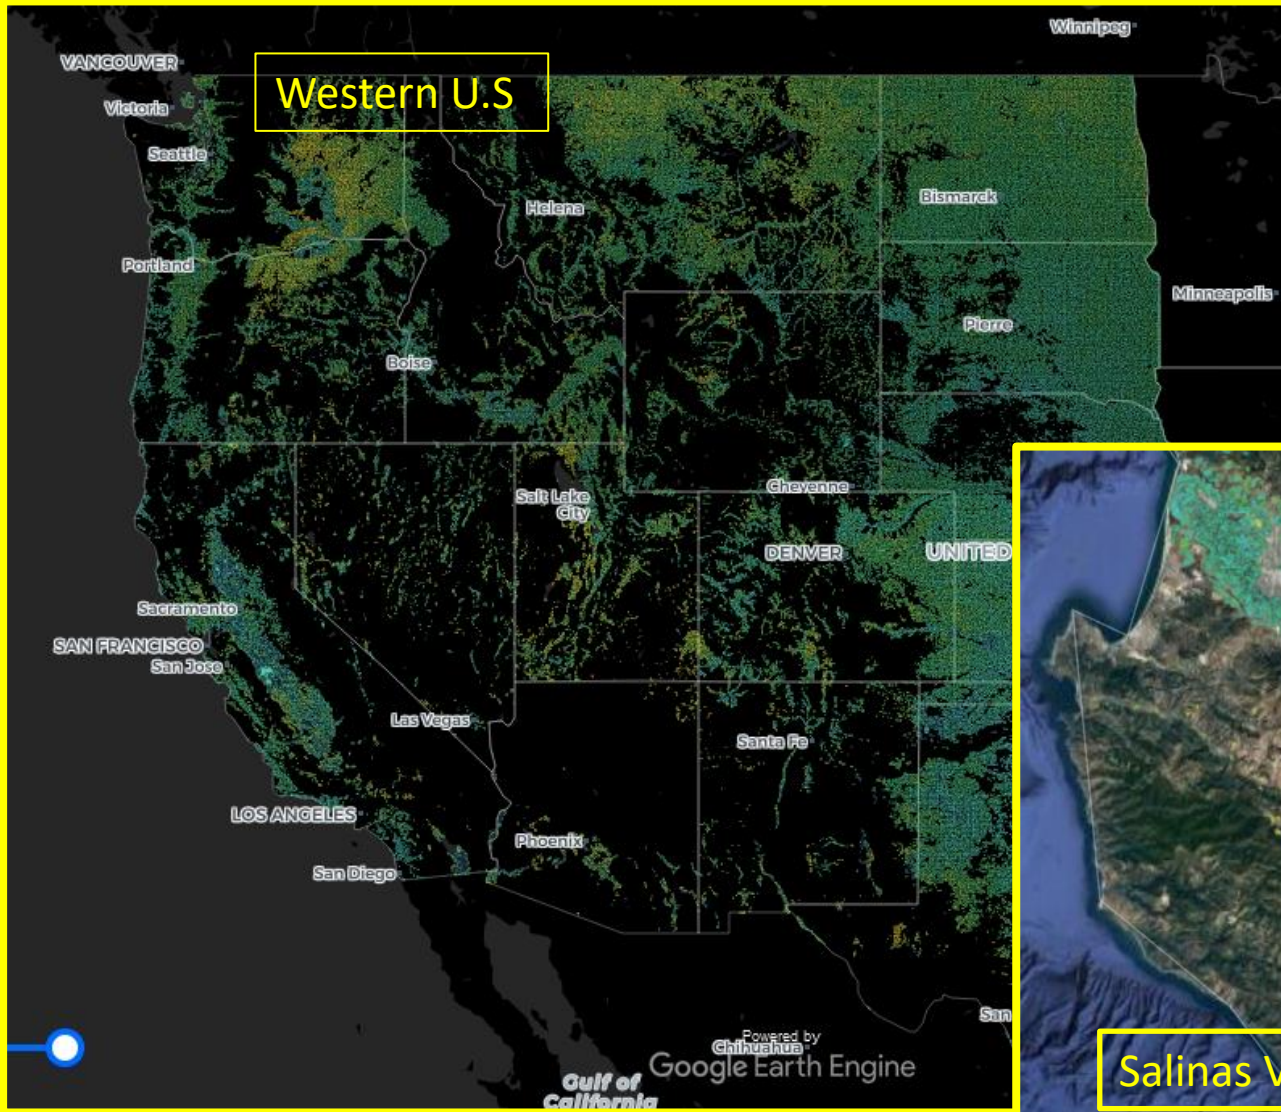 Winnipeg
VANCOUVER
Western U.S
Victoria
Seattle
Helena
Bismarck
Portland
Minneapolis
Pierre
Boise
Cheyenne
Salt Lake
City
DENVER
UNITED
Sacramento
SAN FRANCISCO
San Jose
Las Vegas
Santa Fe
LOS ANGELES
Phoenix
San Diego
San
Powered by
Chihuahua
Google Earth Engine
Gulf of
California
Salinas V